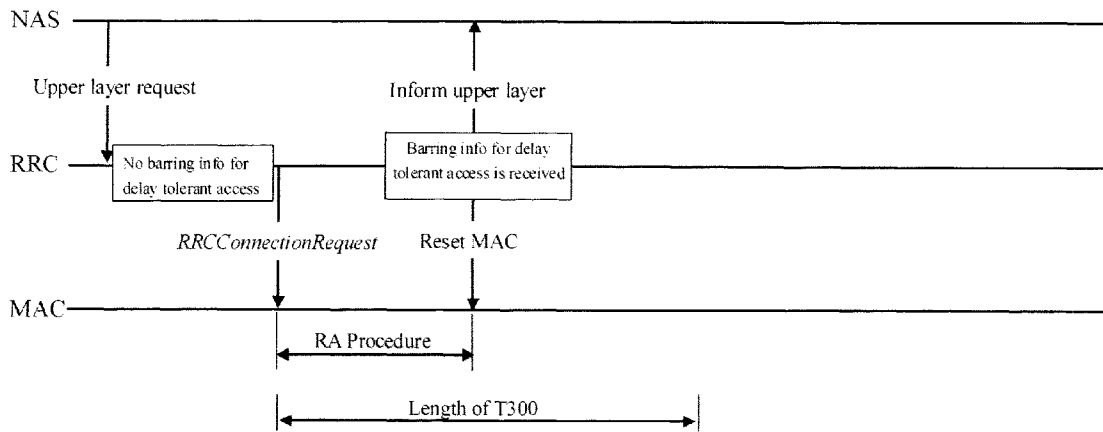 NAS
Upper layer request
Inform upper layer
RRC
No barring info for
delay tolerant access
Barring info for delay
tolerant access is received
RRCConnectionRequest
Reset MAC
MAC
RA Procedure
Length of T300